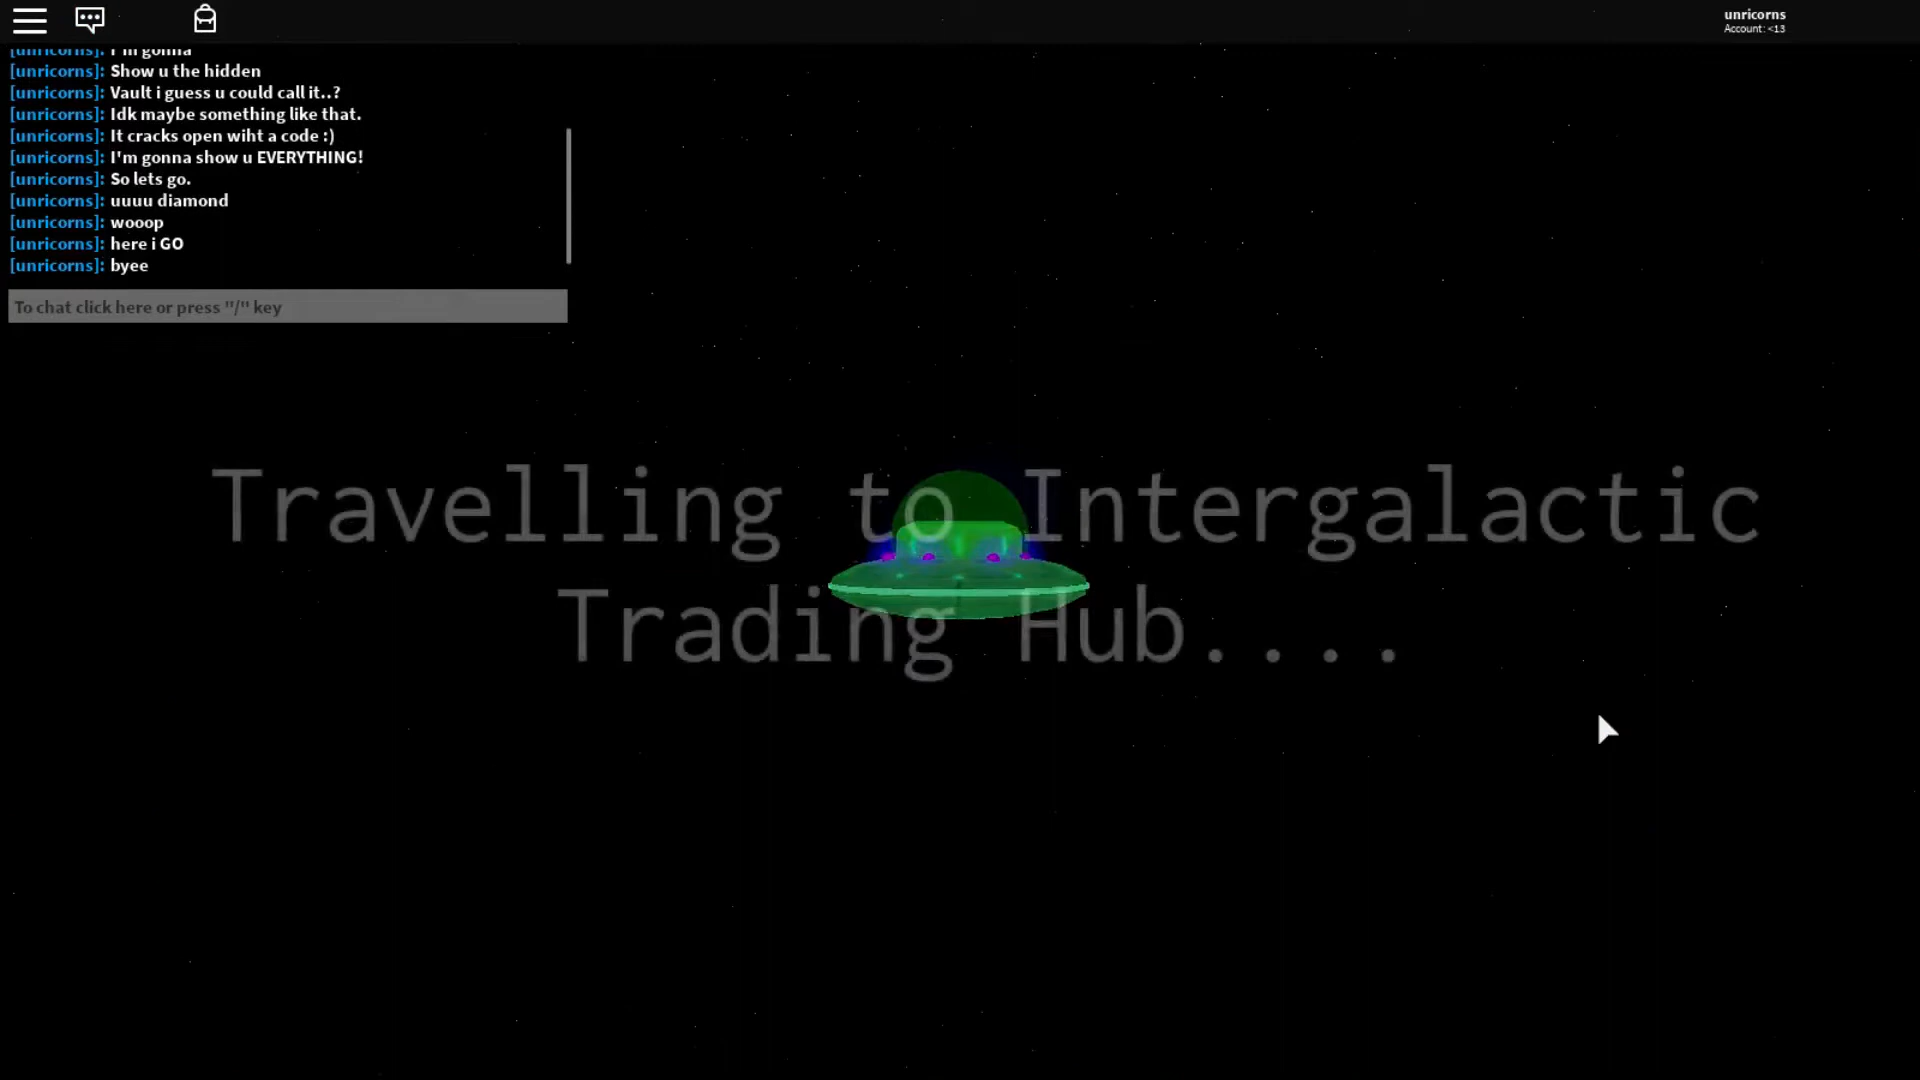 unricorns
Account: <13
[unricorns]: I'm gonna
[unricorns]: Show u the hidden
[unricorns]: Vault i guess u could call it..?
[unricorns]: Idk maybe something like that.
[unricorns]: It cracks open wiht a code :)
[unricorns]: I'm gonna show u EVERYTHING!
[unricorns]: So lets go.
[unricorns]: uuuu diamond
[unricorns]: wooop
[unricorns]: here i GO
[unricorns]: byee
To chat click here or press "/" key
Travelling to Intergalactic
Trading Hub....